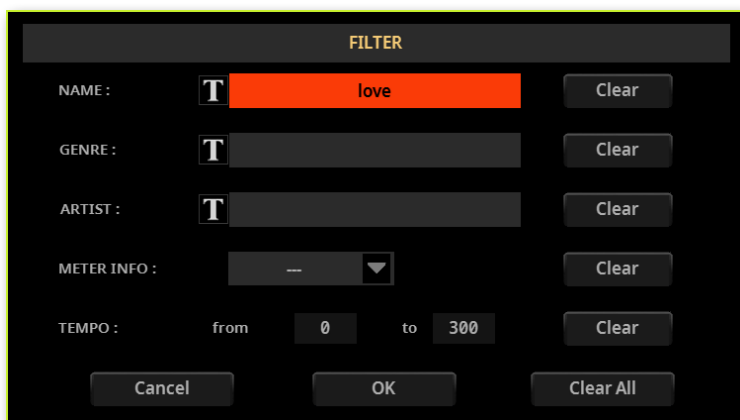 FILTER
NAME : T love Clear
GENRE : T Clear
ARTIST : T Clear
METER INFO : --- Clear
TEMPO : from 0 to 300 Clear
Cancel OK Clear All